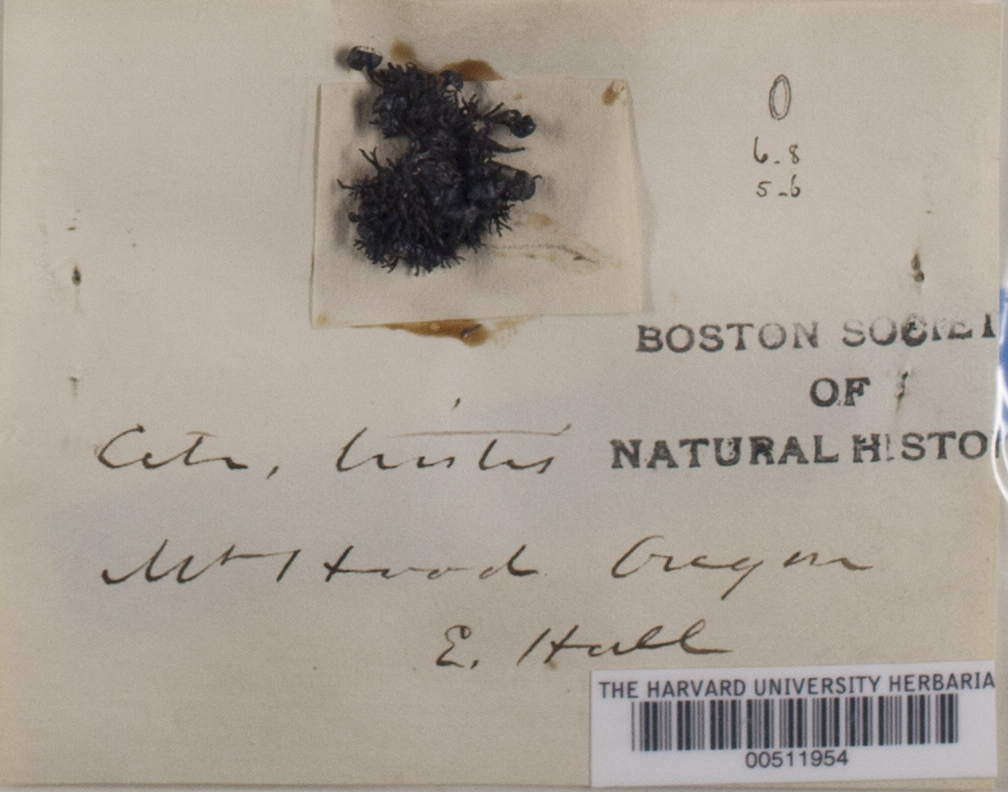 0
6-8
5-6
BOSTON SOCIET
OF
NATURAL HISTO
Cetr, tristis
Mt Hood Oregon
E. Hall
THE HARVARD UNIVERSITY HERBARIA
00511954